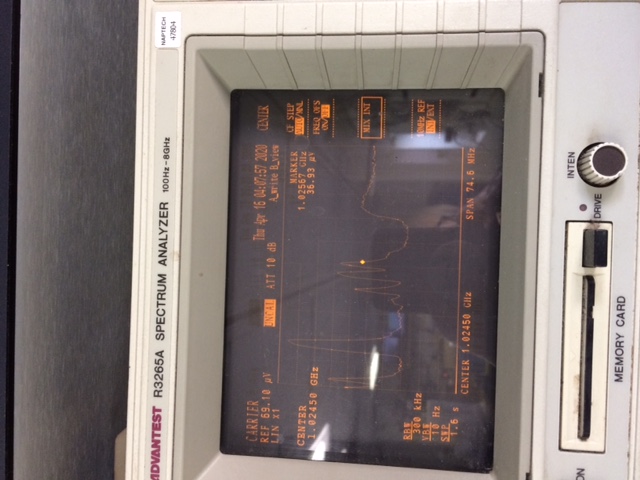 ADVANTEST R3265A SPECTRUM ANALYZER 100Hz-8GHz
NAPTECH
47804
CARRIER
REF 69.10 µV
LIN x1
UNCAL
ATT 10 dB
Thu Apr 16 04:07:57 2020
A_write B_view
CENTER
CENTER
1.02450 GHz
MARKER
1.02567 GHz
36.93 µV
CF STEP
AUTO/MNL
FREQ OFS
ON/OFF
MIX INT
10MHz REF
INT/EXT
RBW
300 kHz
VBW
10 Hz
SWP
1.6 s
CENTER 1.02450 GHz
SPAN 74.6 MHz
ON
MEMORY CARD
DRIVE
INTEN